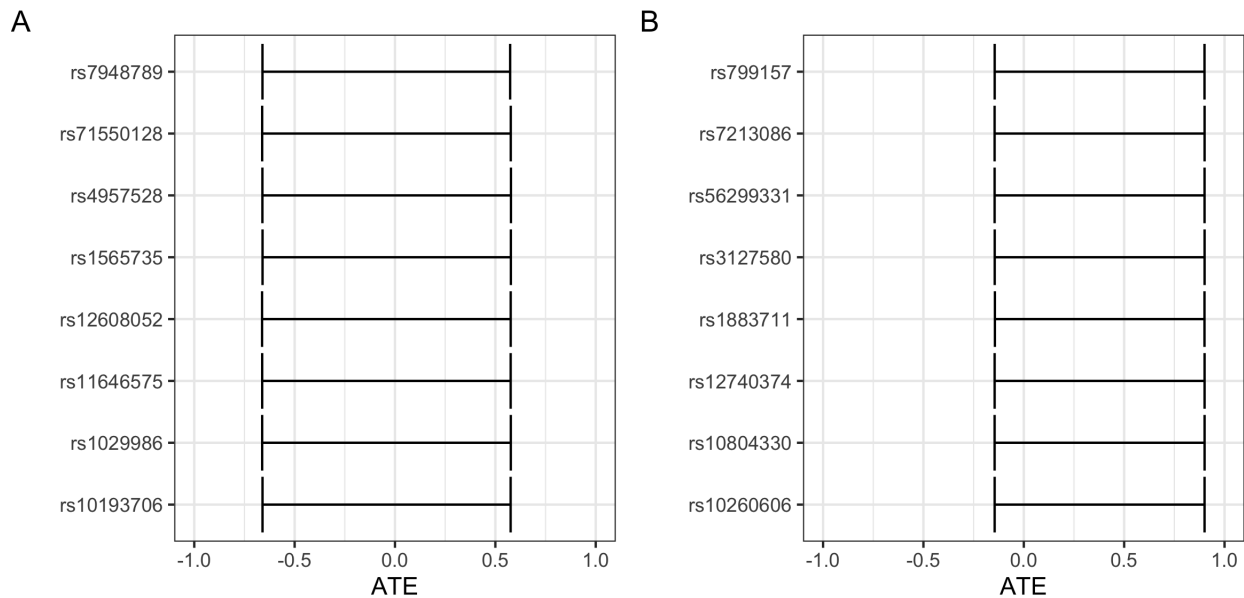 A
rs7948789
rs71550128
rs4957528
rs1565735
rs12608052
rs11646575
rs1029986
rs10193706
-1.0 -0.5 0.0 0.5 1.0
ATE
B
rs799157
rs7213086
rs56299331
rs3127580
rs1883711
rs12740374
rs10804330
rs10260606
-1.0 -0.5 0.0 0.5 1.0
ATE